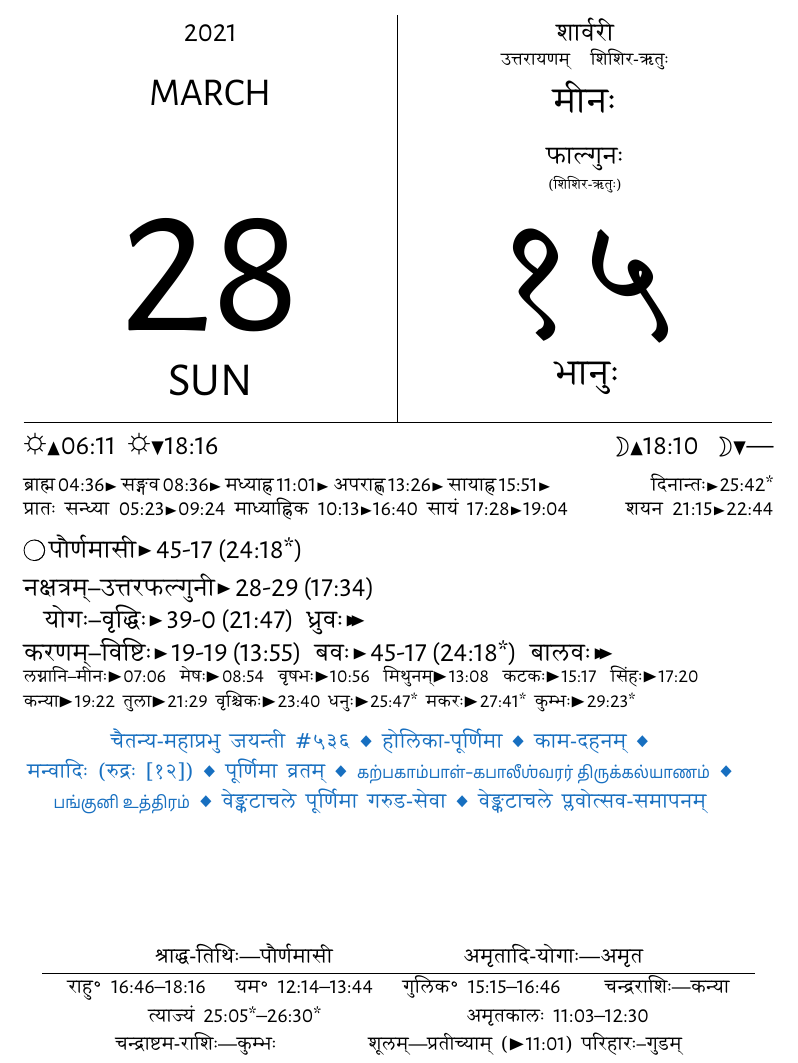 2021
MARCH
28
SUN
शार्वरी
उत्तरायणम् शिशिर-ऋतुः
मीनः
फाल्गुनः
(शिशिर-ऋतुः)
१५
भानुः
☼▲06:11 ☼▼18:16 ☽▲18:10 ☽▼—
ब्राह्म04:36► सङ्गव08:36► मध्याह्न11:01► अपराह्ण13:26► सायाह्न15:51► दिनान्तः►25:42*
प्रातः सन्ध्या 05:23►09:24 माध्याह्निक 10:13►16:40 सायं 17:28►19:04 शयन 21:15►22:44
◯पौर्णमासी►45-17 (24:18*)
नक्षत्रम्–उत्तरफल्गुनी►28-29 (17:34)
योगः–वृद्धिः►39-0 (21:47) ध्रुवः►►
करणम्–विष्टिः►19-19 (13:55) बवः►45-17 (24:18*) बालवः►►
लग्नानि–मीनः►07:06 मेषः►08:54 वृषभः►10:56 मिथुनम्►13:08 कटकः►15:17 सिंहः►17:20
कन्या►19:22 तुला►21:29 वृश्चिकः►23:40 धनुः►25:47* मकरः►27:41* कुम्भः►29:23*
चैतन्य-महाप्रभु जयन्ती #५३६ ◆ होलिका-पूर्णिमा ◆ काम-दहनम् ◆
मन्वादिः (रुद्रः [१२]) ◆ पूर्णिमा व्रतम् ◆ கற்பகாம்பாள்-கபாலீஶ்வரர் திருக்கல்யாணம் ◆
பங்குனி உத்திரம் ◆ वेङ्कटाचले पूर्णिमा गरुड-सेवा ◆ वेङ्कटाचले प्लवोत्सव-समापनम्
श्राद्ध-तिथिः—पौर्णमासी अमृतादि-योगाः—अमृत
राहु॰ 16:46–18:16 यम॰ 12:14–13:44 गुलिक॰ 15:15–16:46 चन्द्रराशिः—कन्या
त्याज्यं 25:05*–26:30* अमृतकालः 11:03–12:30
चन्द्राष्टम-राशिः—कुम्भः शूलम्—प्रतीच्याम् (►11:01) परिहारः–गुडम्